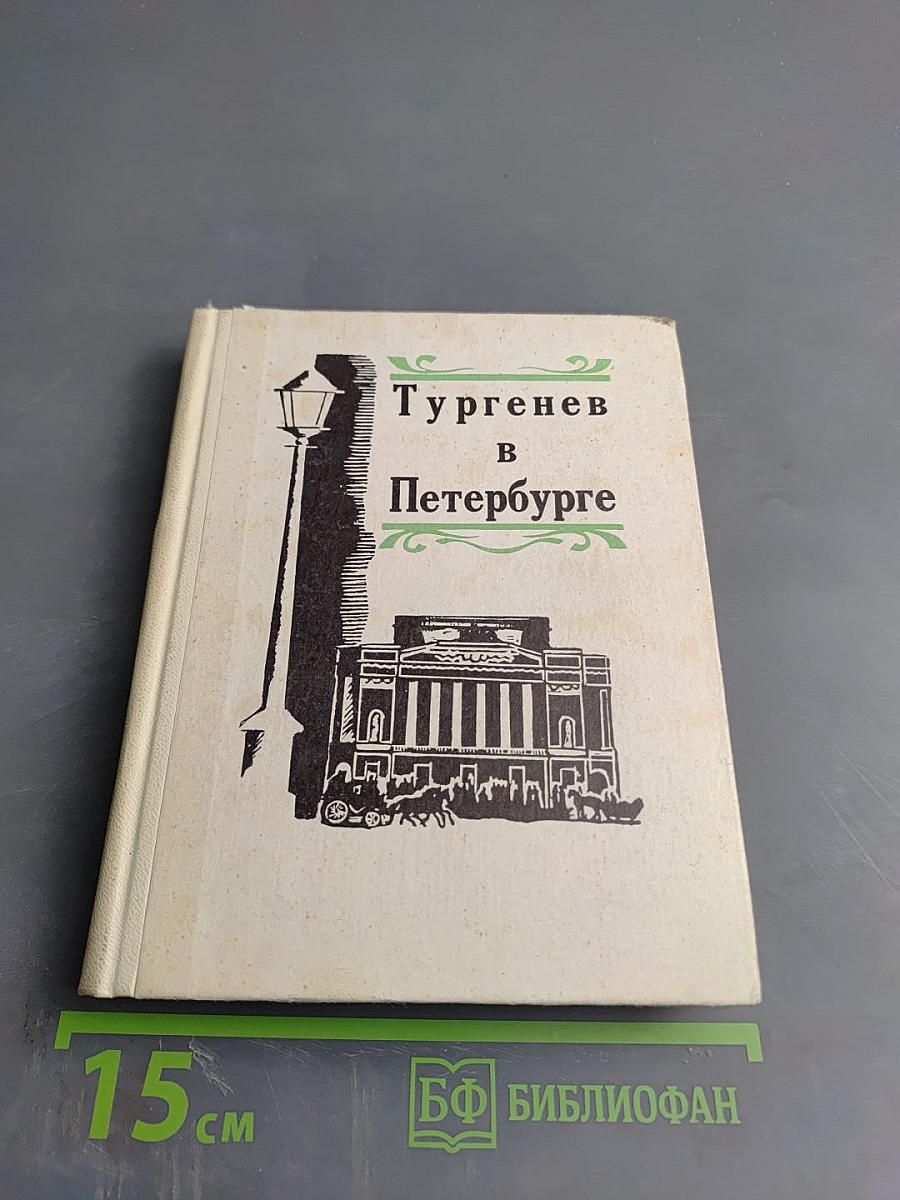 Тургенев
в
Петербурге
15 см
БФ БИБЛИОФАН